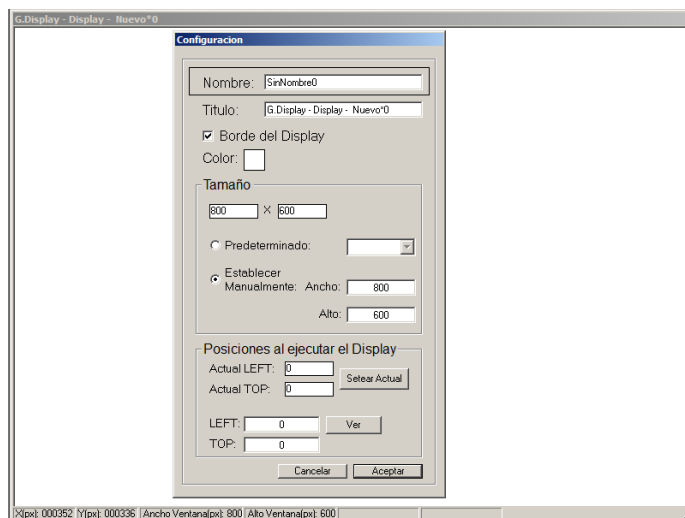 G.Display - Display - Nuevo*0
Configuracion
Nombre: SinNombre0
Titulo: G.Display - Display - Nuevo*0
Borde del Display
Color:
Tamaño
800 X 600
Predeterminado:
Establecer
Manualmente: Ancho: 800
Alto: 600
Posiciones al ejecutar el Display
Actual LEFT: 0
Setear Actual
Actual TOP: 0
LEFT: 0 Ver
TOP: 0
Cancelar Aceptar
X(px): 000352 Y(px): 000336 Ancho Ventana(px): 800 Alto Ventana(px): 600